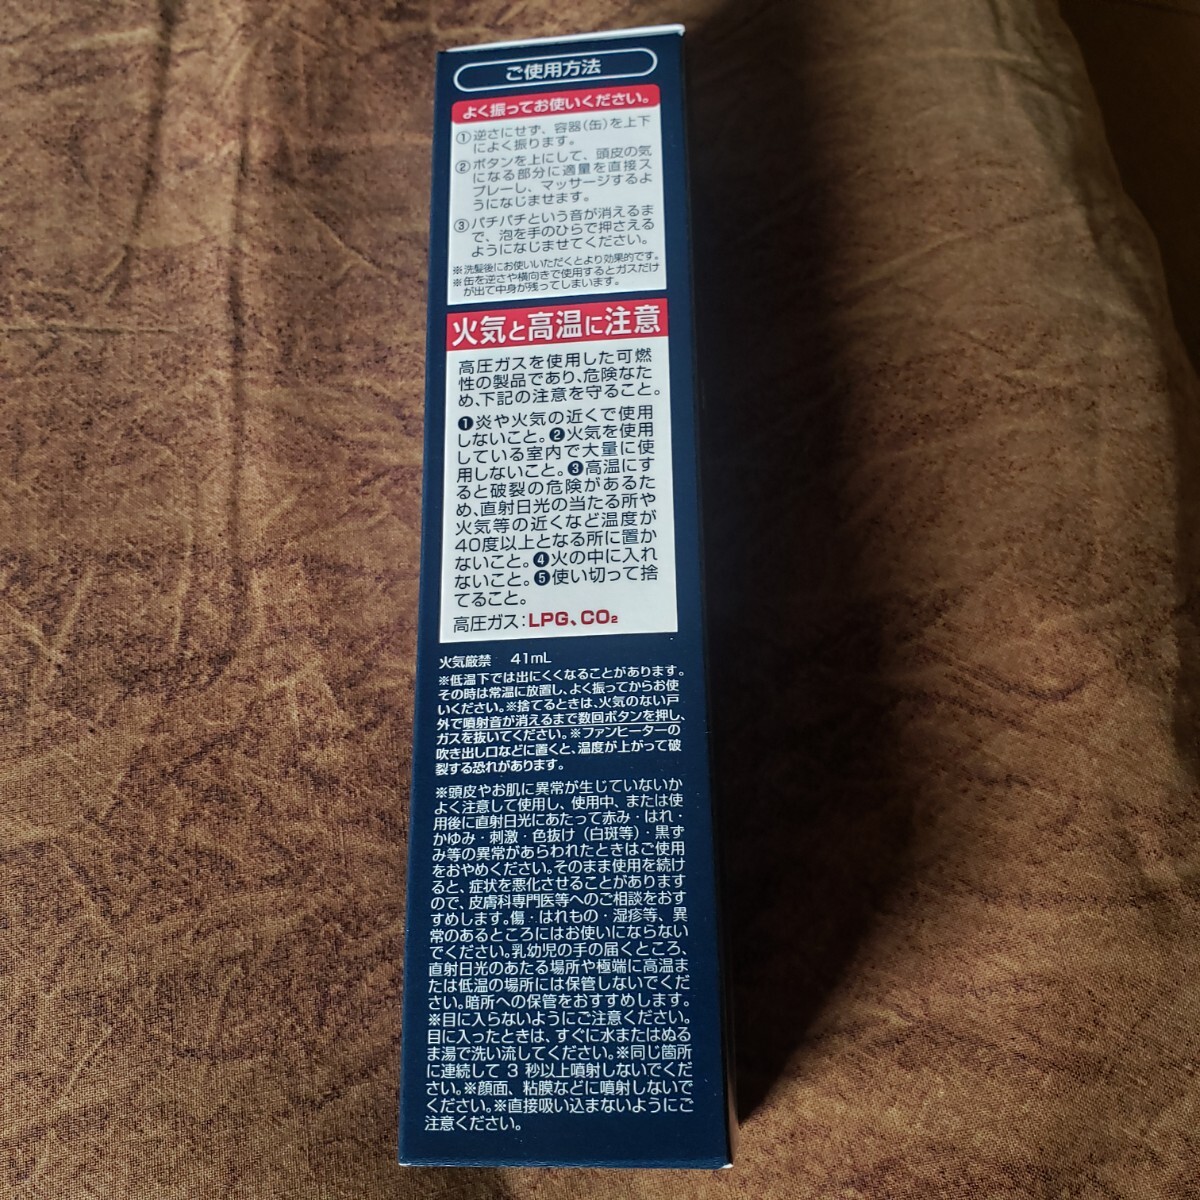 ご使用方法
よく振ってお使いください。
①逆さにせず、容器(缶)を上下
によく振ります。
②ボタンを上にして、頭皮の気
になる部分に適量を直接ス
プレーし、マッサージするよ
うになじませます。
③パチパチという音が消えるま
で、泡を手のひらで押さえる
ようになじませてください。
※洗髪後にお使いいただくとより効果的です。
※缶を逆さや横向きで使用するとガスだけ
が出て中身が残ってしまいます。
火気と高温に注意
高圧ガスを使用した可燃
性の製品であり、危険なた
め、下記の注意を守ること。
❶炎や火気の近くで使用
しないこと。❷火気を使用
している室内で大量に使
用しないこと。❸高温にす
ると破裂の危険があるた
め、直射日光の当たる所や
火気等の近くなど温度が
40度以上となる所に置か
ないこと。❹火の中に入れ
ないこと。❺使い切って捨
てること。
高圧ガス:LPG、CO₂
火気厳禁 41mL
※低温下では出にくくなることがあります。
その時は常温に放置し、よく振ってからお使
いください。※捨てるときは、火気のない戸
外で噴射音が消えるまで数回ボタンを押し、
ガスを抜いてください。※ファンヒーターの
吹き出し口などに置くと、温度が上がって破
裂する恐れがあります。
※頭皮やお肌に異常が生じていないか
よく注意して使用し、使用中、または使
用後に直射日光にあたって赤み・はれ・
かゆみ・刺激・色抜け(白斑等)・黒ず
み等の異常があらわれたときはご使用
をおやめください。そのまま使用を続け
ると、症状を悪化させることがあります
ので、皮膚科専門医等へのご相談をおす
すめします。傷・はれもの・湿疹等、異
常のあるところにはお使いにならない
でください。乳幼児の手の届くところ、
直射日光のあたる場所や極端に高温ま
たは低温の場所には保管しないでくだ
さい。暗所への保管をおすすめします。
※目に入らないようにご注意ください。
目に入ったときは、すぐに水またはぬる
ま湯で洗い流してください。※同じ箇所
に連続して 3 秒以上噴射しないでくだ
さい。※顔面、粘膜などに噴射しないで
ください。※直接吸い込まないようにご
注意ください。